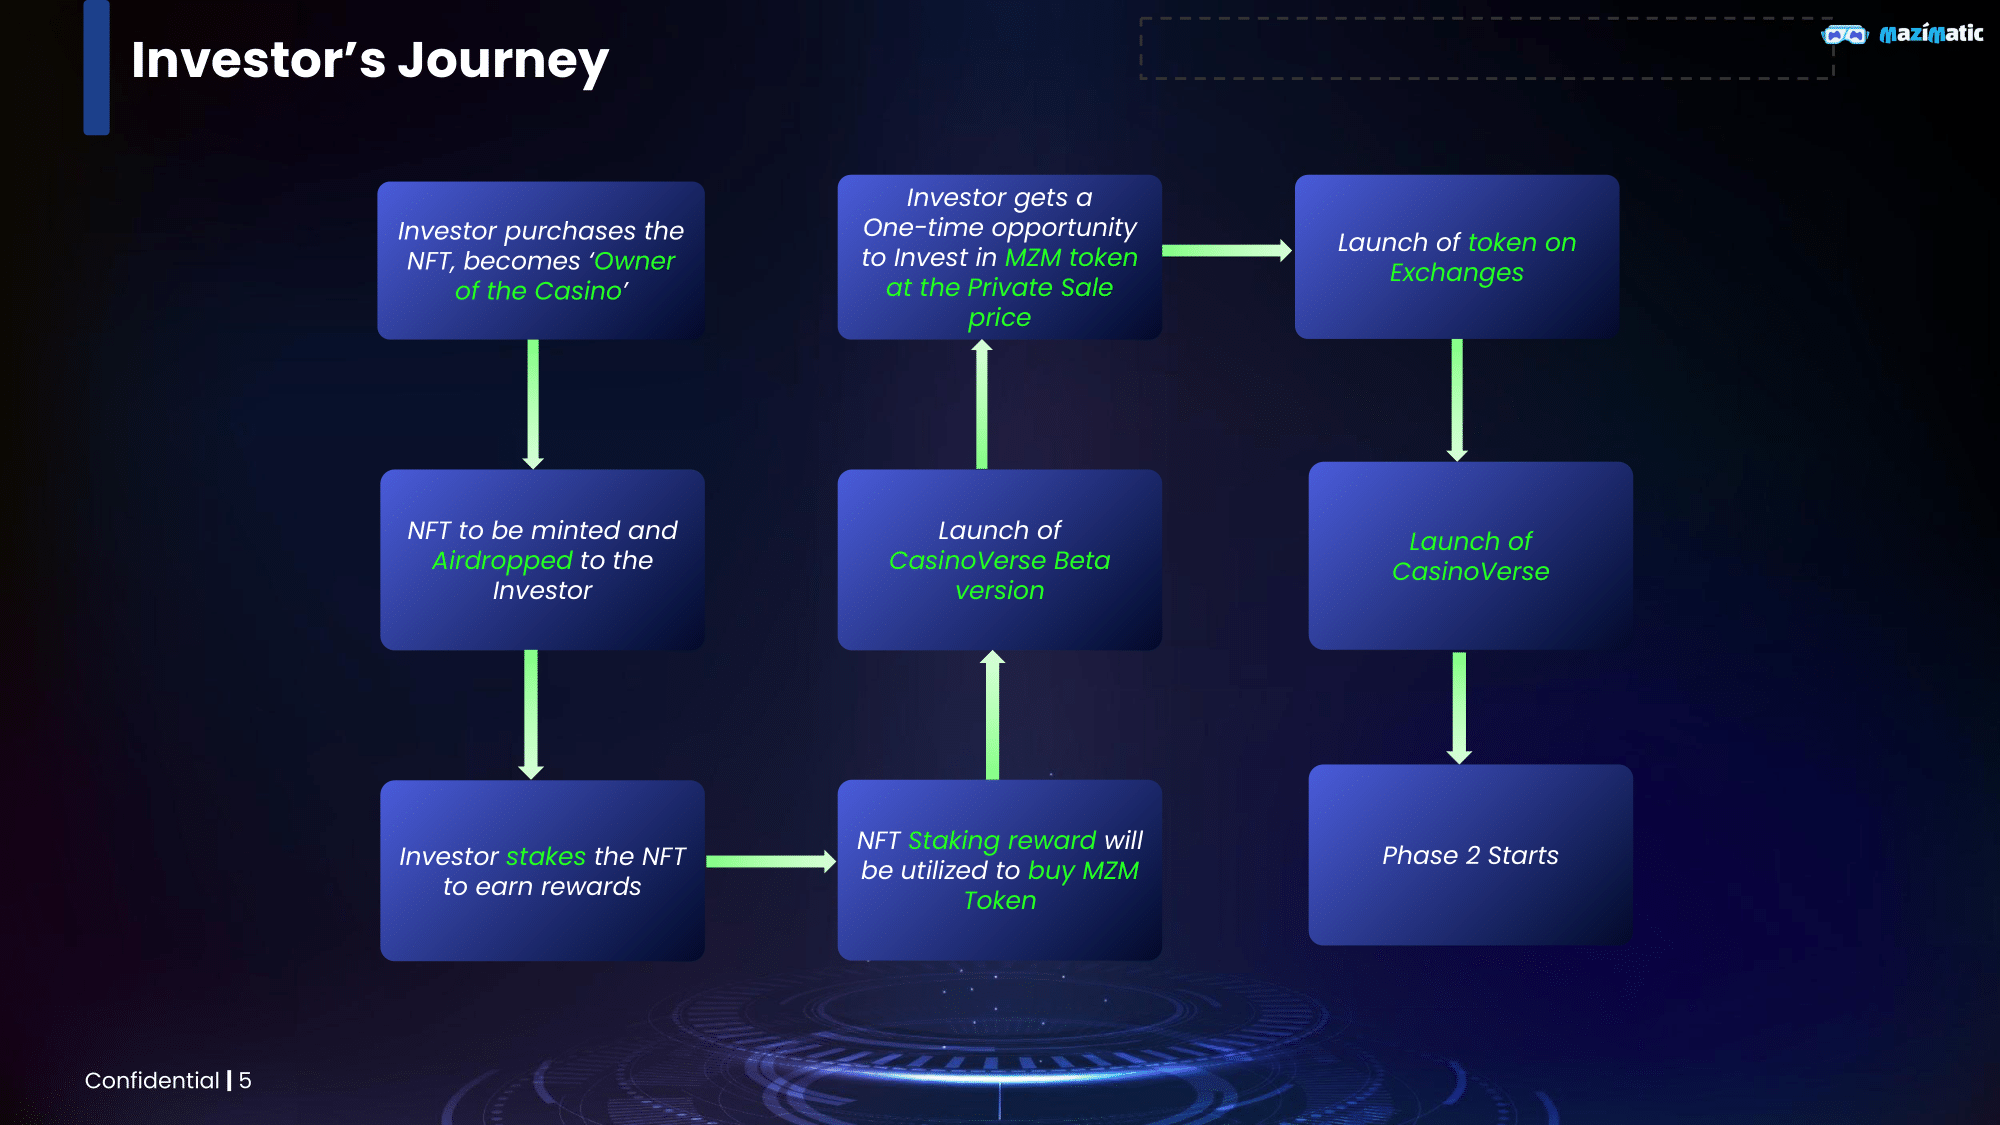 Investor’s Journey
MazíMatic
Investor purchases the
NFT, becomes ‘Owner
of the Casino’
NFT to be minted and
Airdropped to the
Investor
Investor stakes the NFT
to earn rewards
NFT Staking reward will
be utilized to buy MZM
Token
Launch of
CasinoVerse Beta
version
Investor gets a
One-time opportunity
to Invest in MZM token
at the Private Sale
price
Launch of token on
Exchanges
Launch of
CasinoVerse
Phase 2 Starts
Confidential | 5